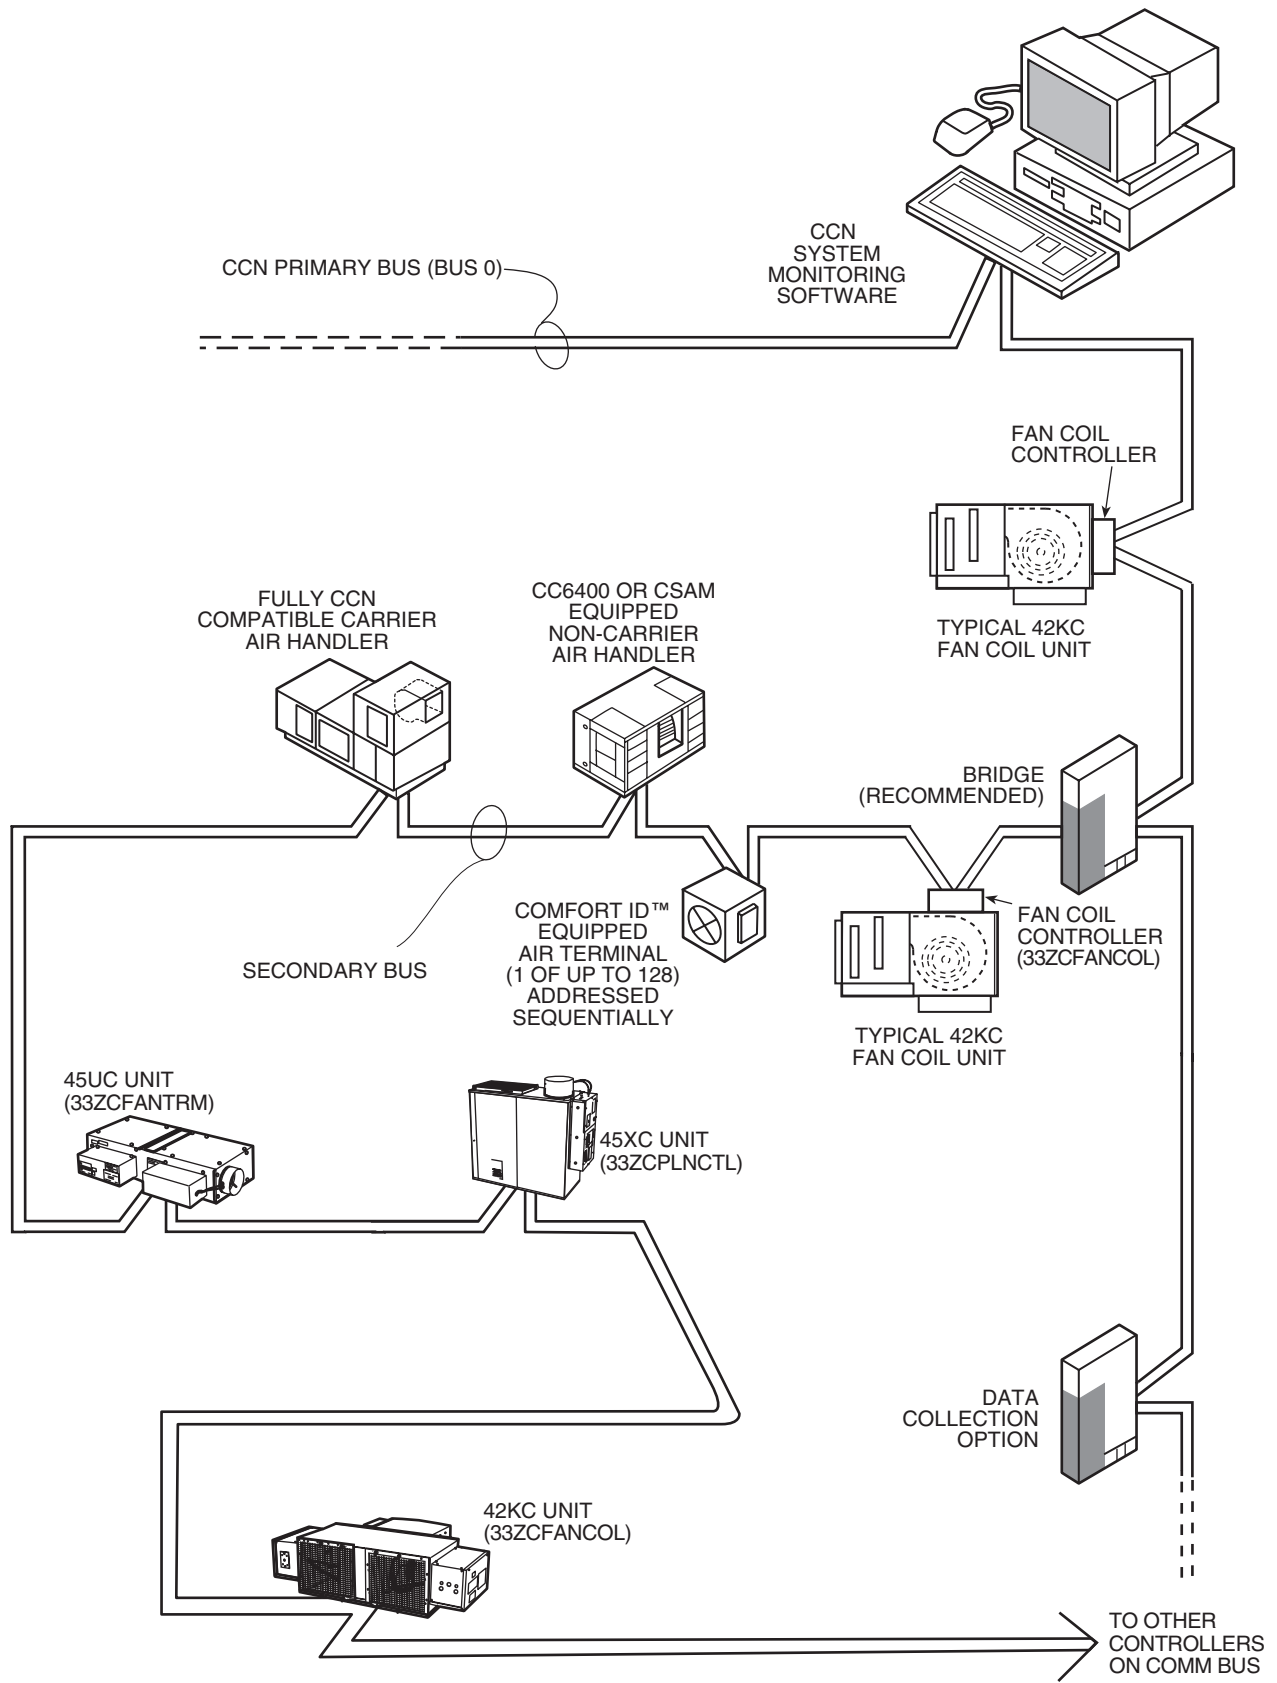 CCN
SYSTEM
MONITORING
SOFTWARE
CCN PRIMARY BUS (BUS 0)
FAN COIL
CONTROLLER
TYPICAL 42KC
FAN COIL UNIT
FULLY CCN
COMPATIBLE CARRIER
AIR HANDLER
CC6400 OR CSAM
EQUIPPED
NON-CARRIER
AIR HANDLER
BRIDGE
(RECOMMENDED)
SECONDARY BUS
COMFORT ID™
EQUIPPED
AIR TERMINAL
(1 OF UP TO 128)
ADDRESSED
SEQUENTIALLY
FAN COIL
CONTROLLER
(33ZCFANCOL)
TYPICAL 42KC
FAN COIL UNIT
45UC UNIT
(33ZCFANTRM)
45XC UNIT
(33ZCPLNCTL)
DATA
COLLECTION
OPTION
42KC UNIT
(33ZCFANCOL)
TO OTHER
CONTROLLERS
ON COMM BUS